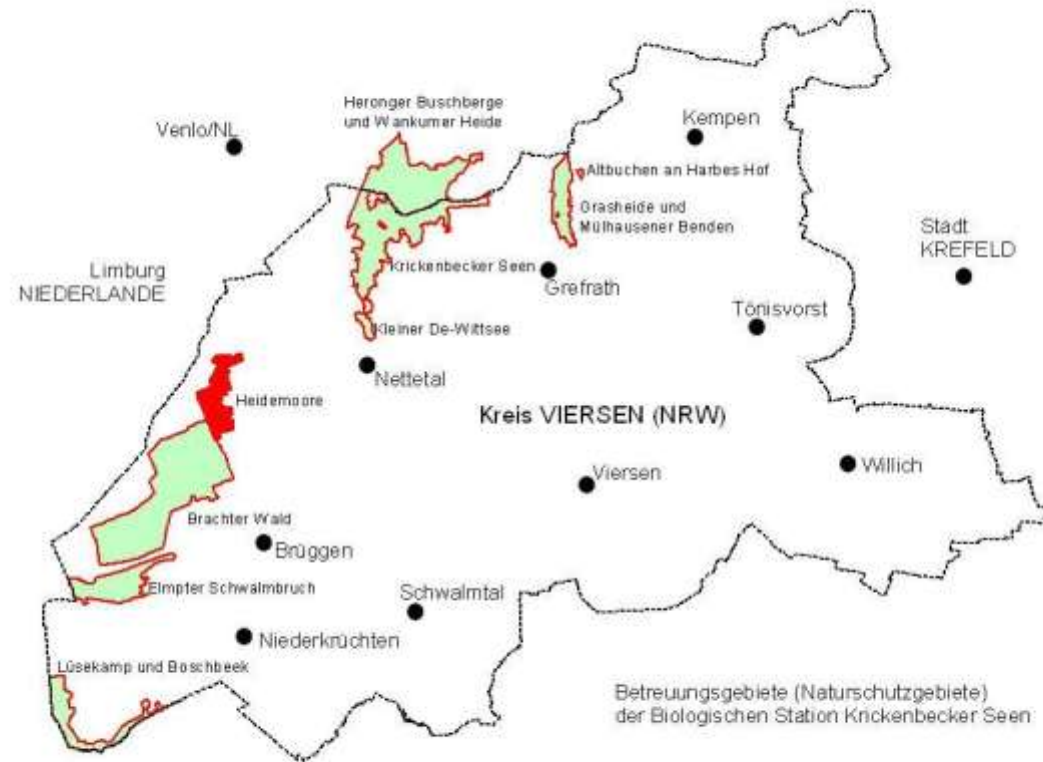 Heronger Buschberge
und Wankumer Heide
Venlo/NL
Kempen
Altbuchen an Harbes Hof
Grasheide und
Mülhausener Benden
Stadt
KREFELD
Limburg
NIEDERLANDE
Krickenbecker Seen
Grefrath
Tönisvorst
Kleiner De-Wittsee
Nettetal
Heidemoore
Kreis VIERSEN (NRW)
Viersen
Willich
Brachter Wald
Brüggen
Elmpter Schwalmbruch
Schwalmtal
Niederkrüchten
Lüsekamp und Boschbeek
Betreuungsgebiete (Naturschutzgebiete)
der Biologischen Station Krickenbecker Seen